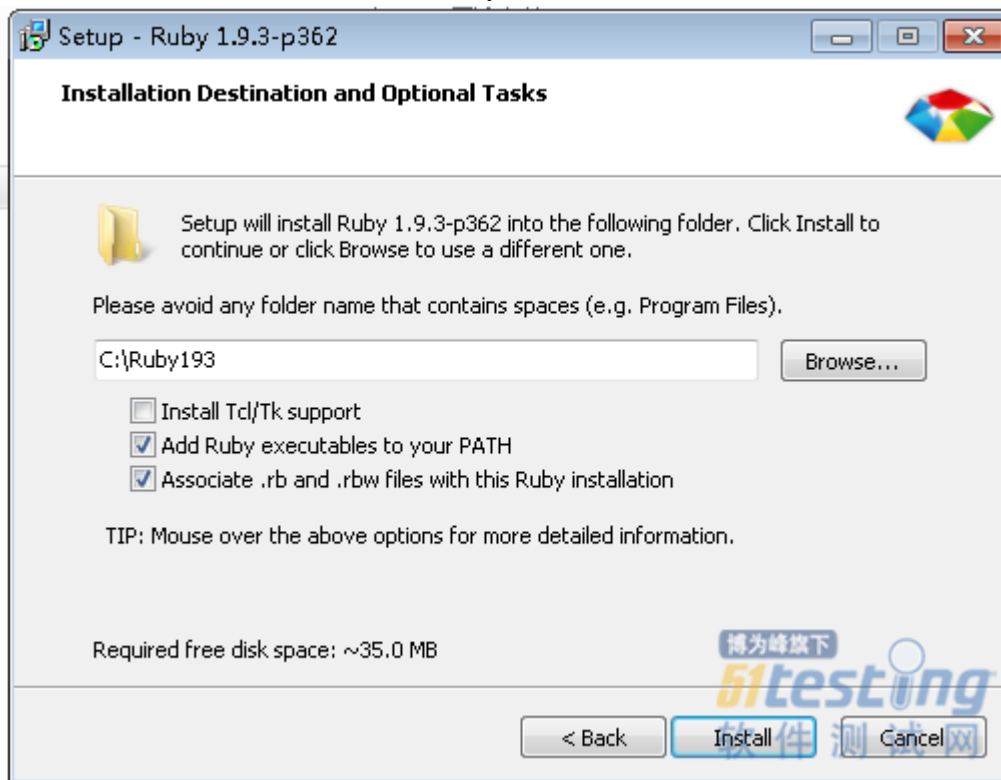 Setup - Ruby 1.9.3-p362
Installation Destination and Optional Tasks
Setup will install Ruby 1.9.3-p362 into the following folder. Click Install to
continue or click Browse to use a different one.
Please avoid any folder name that contains spaces (e.g. Program Files).
C:\Ruby193
Browse...
Install Tcl/Tk support
Add Ruby executables to your PATH
Associate .rb and .rbw files with this Ruby installation
TIP: Mouse over the above options for more detailed information.
Required free disk space: ~35.0 MB
博为峰旗下
51testing
软件测试网
< Back
Install
Cancel